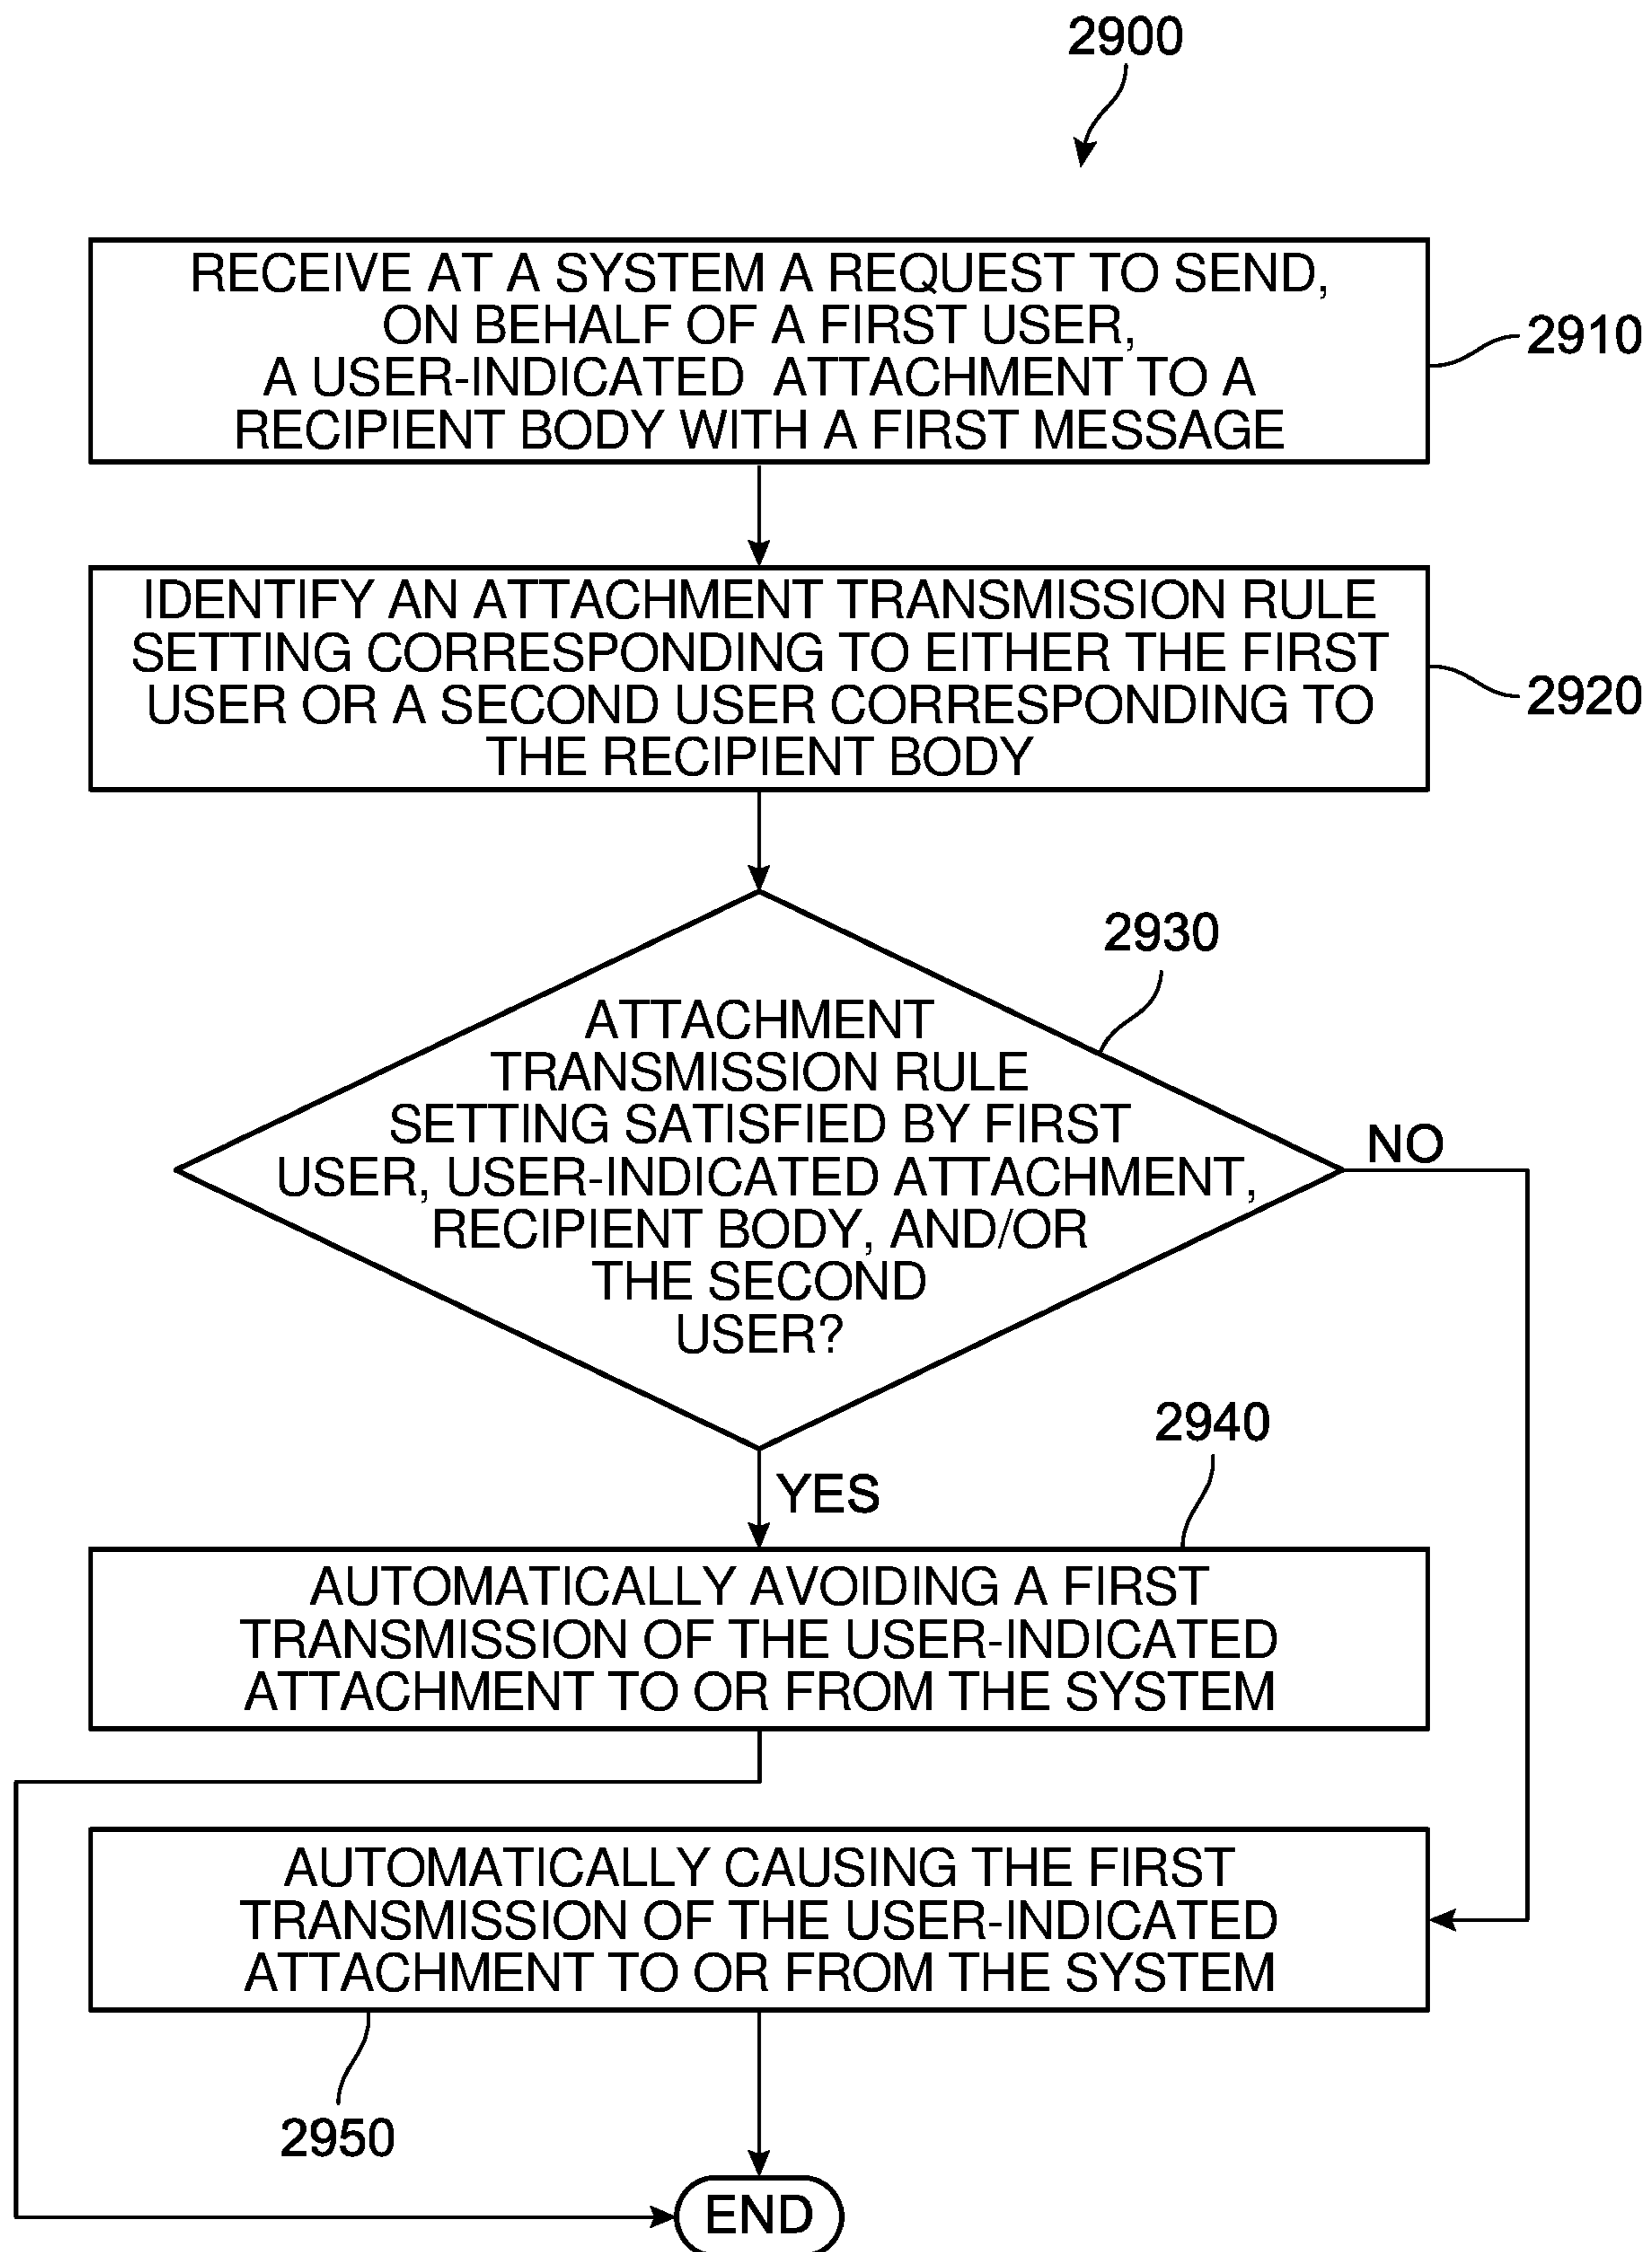 2900
RECEIVE AT A SYSTEM A REQUEST TO SEND,
ON BEHALF OF A FIRST USER,
A USER-INDICATED ATTACHMENT TO A
RECIPIENT BODY WITH A FIRST MESSAGE
2910
IDENTIFY AN ATTACHMENT TRANSMISSION RULE
SETTING CORRESPONDING TO EITHER THE FIRST
USER OR A SECOND USER CORRESPONDING TO
THE RECIPIENT BODY
2920
2930
ATTACHMENT
TRANSMISSION RULE
SETTING SATISFIED BY FIRST
USER, USER-INDICATED ATTACHMENT,
RECIPIENT BODY, AND/OR
THE SECOND
USER?
NO
YES
2940
AUTOMATICALLY AVOIDING A FIRST
TRANSMISSION OF THE USER-INDICATED
ATTACHMENT TO OR FROM THE SYSTEM
AUTOMATICALLY CAUSING THE FIRST
TRANSMISSION OF THE USER-INDICATED
ATTACHMENT TO OR FROM THE SYSTEM
2950
END